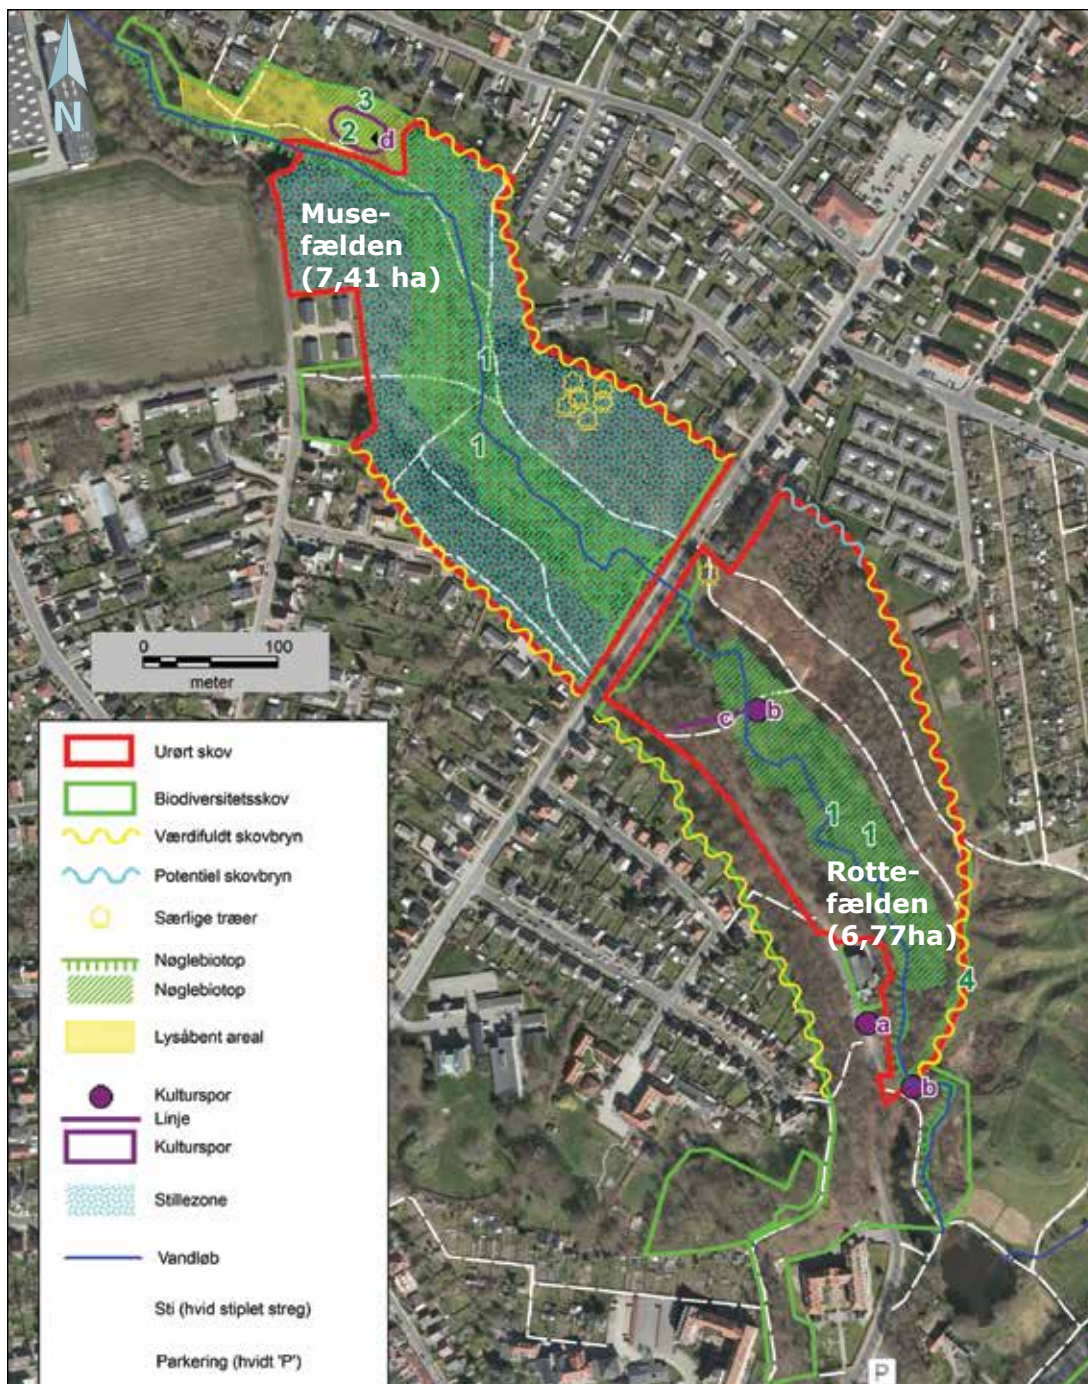 N
3
2
d
Muse-
fælden
(7,41 ha)
1
1
0 100
meter
c
b
1
1
Rotte-
fælden
(6,77ha)
4
a
b
Urørt skov
Biodiversitetsskov
Værdifuldt skovbryn
Potentiel skovbryn
Særlige træer
Nøglebiotop
Nøglebiotop
Lysåbent areal
Kulturspor
Linje
Kulturspor
Stillezone
Vandløb
Sti (hvid stiplet streg)
Parkering (hvidt 'P')
P